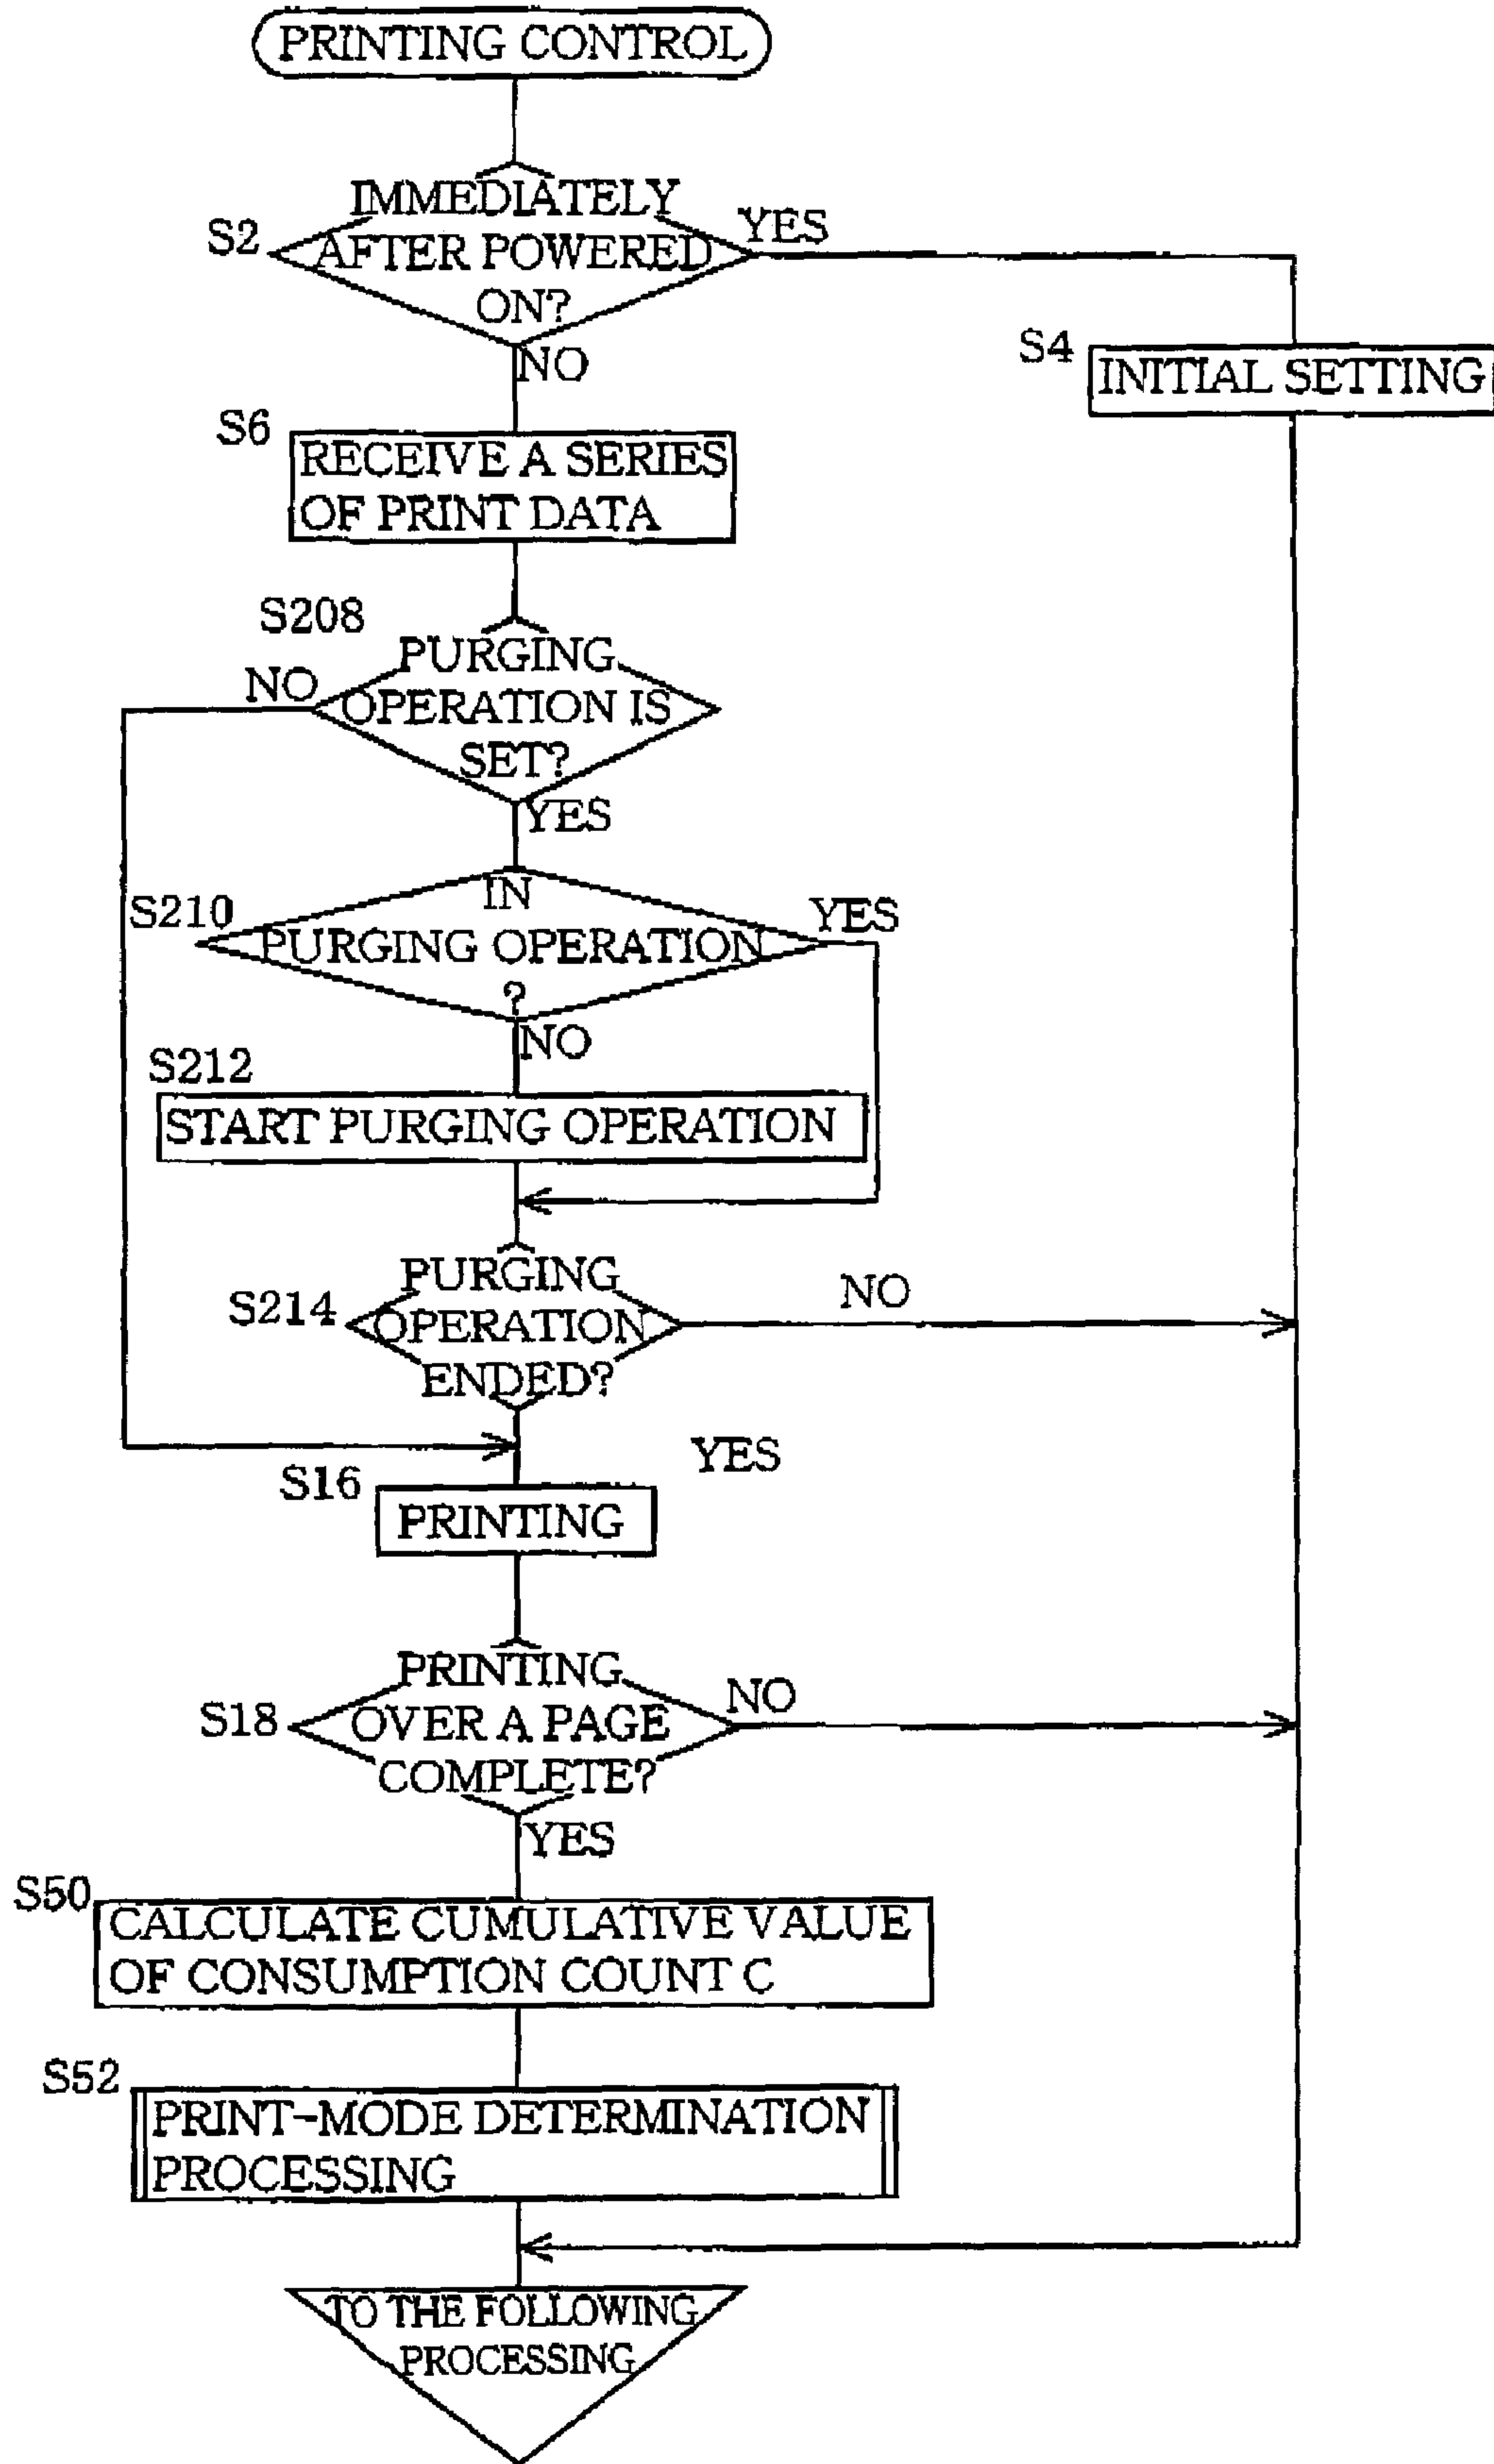 PRINTING CONTROL
S2
IMMEDIATELY
AFTER POWERED
ON?
YES
NO
S4
INITIAL SETTING
S6
RECEIVE A SERIES
OF PRINT DATA
S208
PURGING
OPERATION IS
SET?
NO
YES
S210
IN
PURGING OPERATION
?
YES
NO
S212
START PURGING OPERATION
S214
PURGING
OPERATION
ENDED?
NO
YES
S16
PRINTING
S18
PRINTING
OVER A PAGE
COMPLETE?
NO
YES
S50
CALCULATE CUMULATIVE VALUE
OF CONSUMPTION COUNT C
S52
PRINT-MODE DETERMINATION
PROCESSING
TO THE FOLLOWING
PROCESSING